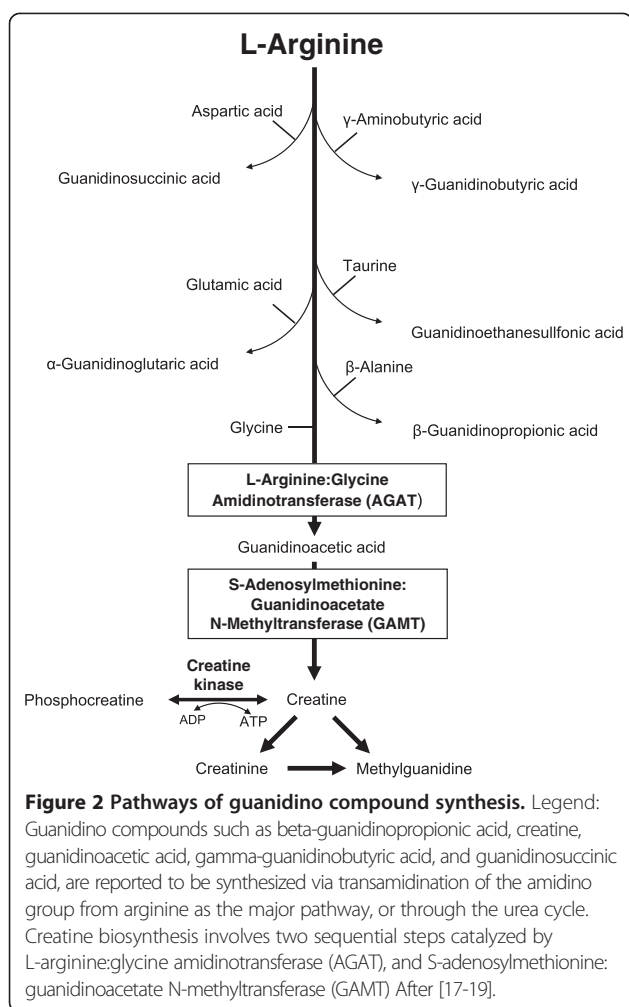 L-Arginine
Aspartic acid
γ-Aminobutyric acid
Guanidinosuccinic acid
γ-Guanidinobutyric acid
Taurine
Glutamic acid
Guanidinoethanesullfonic acid
α-Guanidinoglutaric acid
β-Alanine
Glycine
β-Guanidinopropionic acid
L-Arginine:Glycine
Amidinotransferase (AGAT)
Guanidinoacetic acid
S-Adenosylmethionine:
Guanidinoacetate
N-Methyltransferase (GAMT)
Creatine
kinase
Phosphocreatine
Creatine
ADP
ATP
Creatinine
Methylguanidine
Figure 2 Pathways of guanidino compound synthesis. Legend:
Guanidino compounds such as beta-guanidinopropionic acid, creatine,
guanidinoacetic acid, gamma-guanidinobutyric acid, and guanidinosuccinic
acid, are reported to be synthesized via transamidination of the amidino
group from arginine as the major pathway, or through the urea cycle.
Creatine biosynthesis involves two sequential steps catalyzed by
L-arginine:glycine amidinotransferase (AGAT), and S-adenosylmethionine:
guanidinoacetate N-methyltransferase (GAMT) After [17-19].